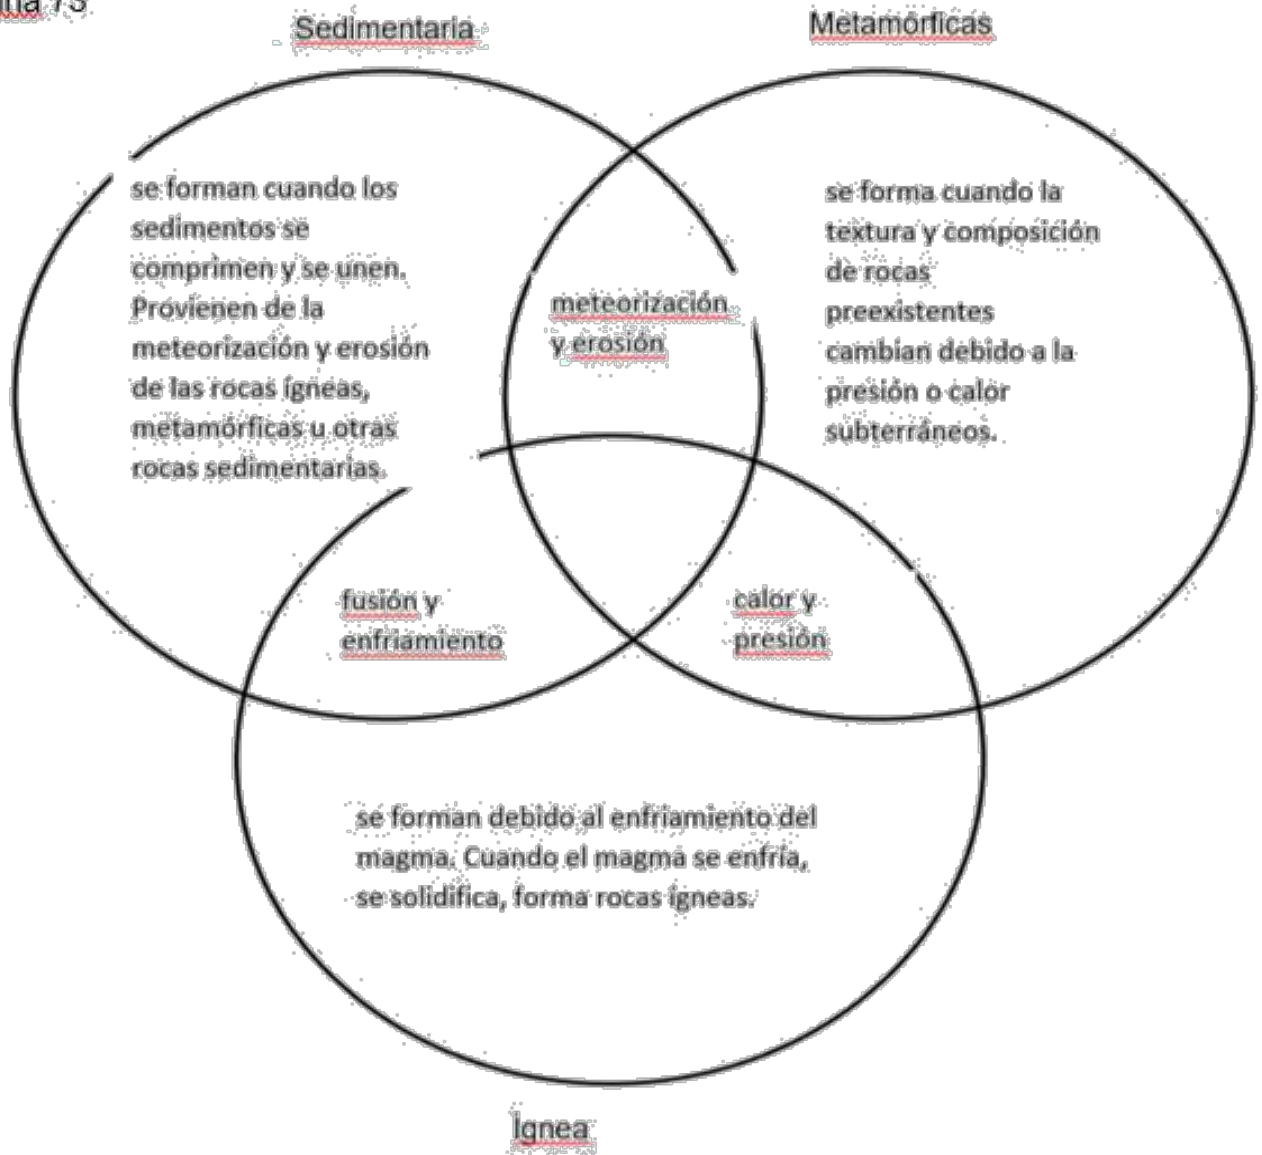 73
Sedimentaria
Metamórficas
se forman cuando los
sedimentos se
comprimen y se unen.
Provienen de la
meteorización y erosión
de las rocas ígneas,
metamórficas u otras
rocas sedimentarias.
meteorización
y erosión
se forma cuando la
textura y composición
de rocas
preexistentes
cambian debido a la
presión o calor
subterráneos.
fusión y
enfriamiento
calor y
presión
se forman debido al enfriamiento del
magma. Cuando el magma se enfría,
se solidifica, forma rocas ígneas.
Ígnea